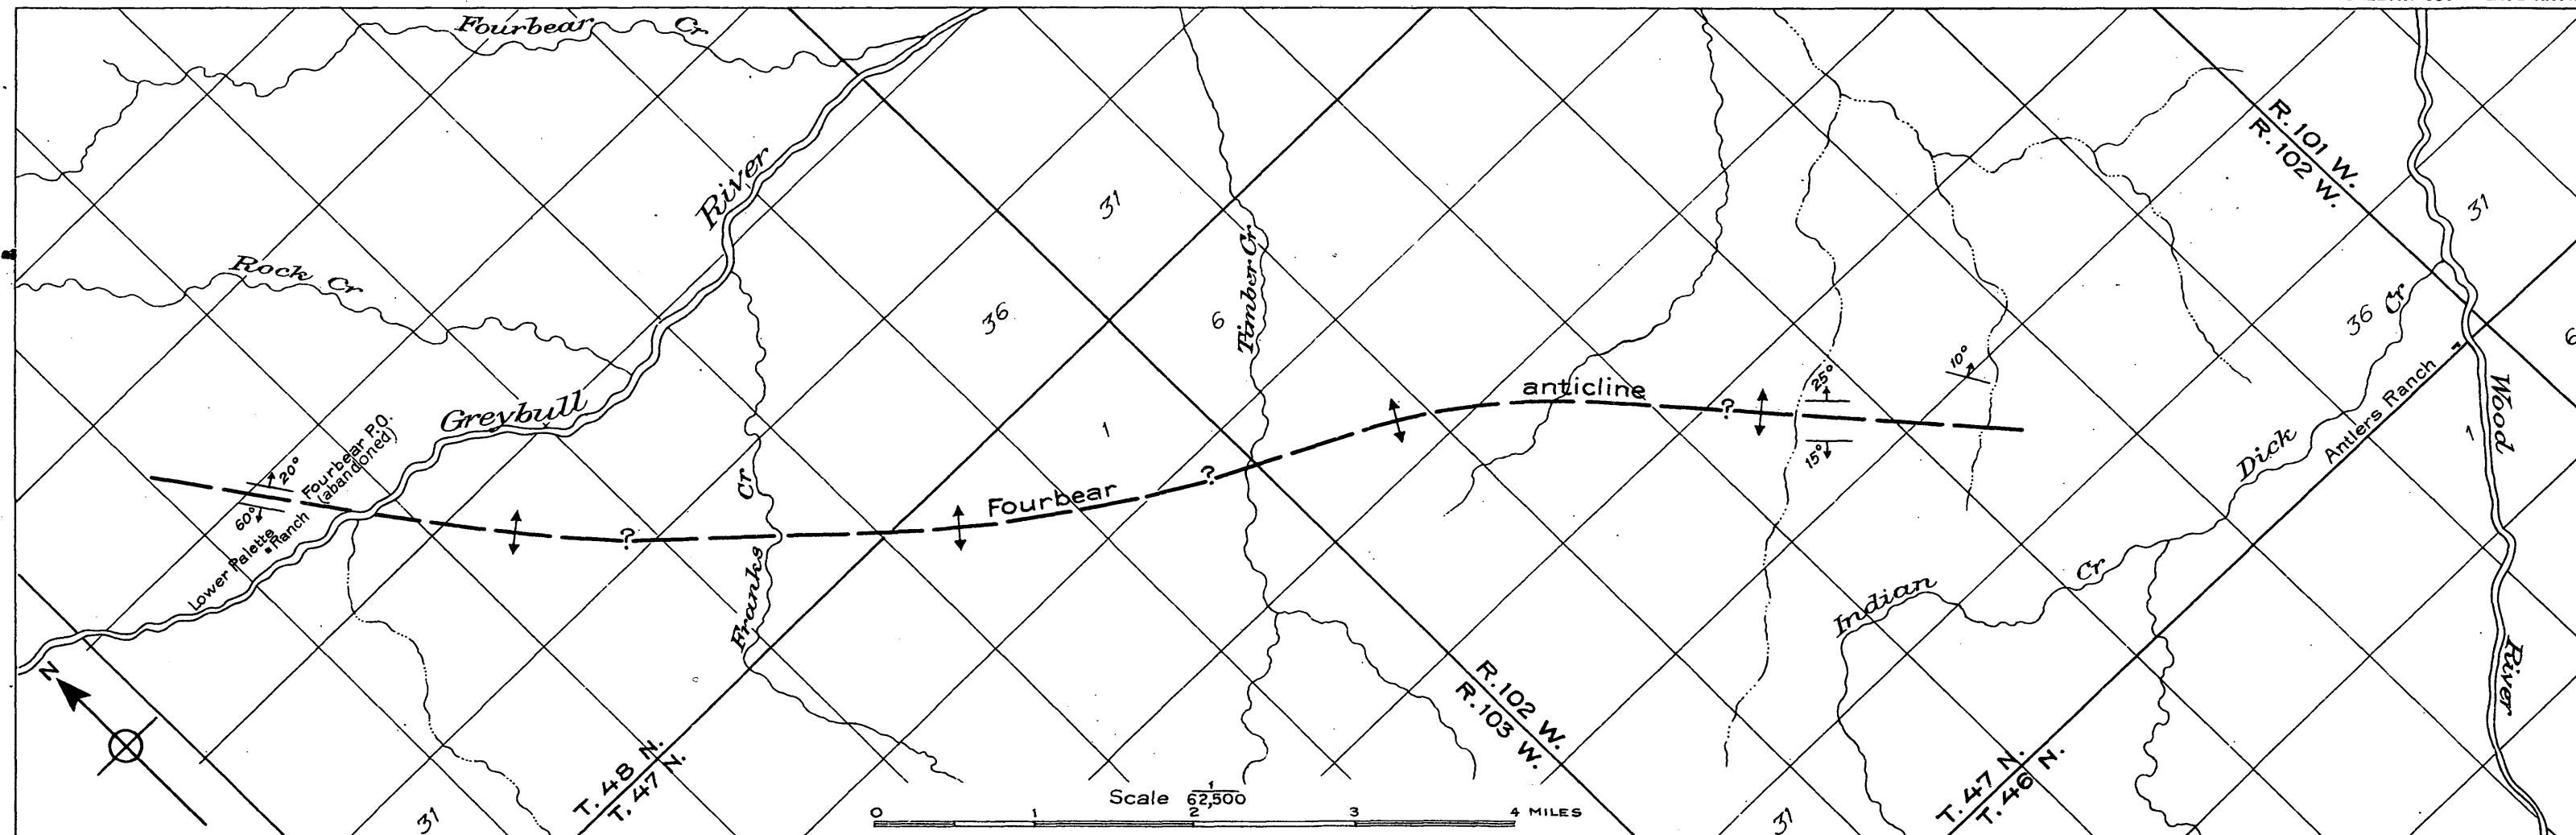 Fourbear Cr
R. 101 W.
R. 102 W.
River
31
31
Rock Cr
Timber Cr
36
6
36
Cr
6
10°
25°
anticline
?
Wood
Fourbear P.O.
(abandoned)
Greybull
20°
60°
15°
1
1
Antlers Ranch
Dick
Lower Palette
Ranch
Cr
Fourbear
?
?
Franks
Indian
Cr
N
River
R. 102 W.
R. 103 W.
T. 48 N.
T. 47 N.
T. 47 N.
T. 46 N.
31
31
Scale 1/62,500
0 1 2 3 4 MILES